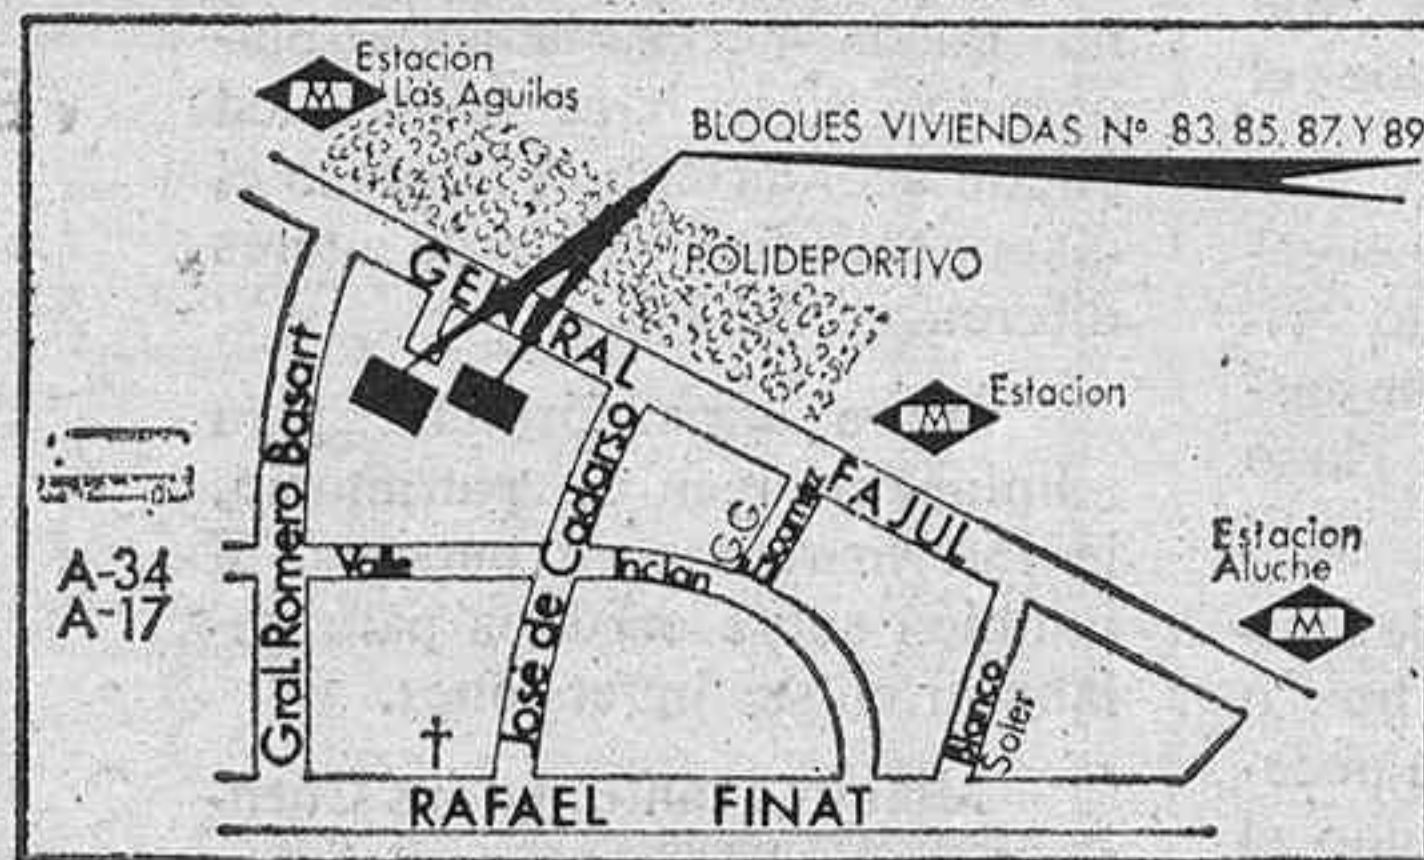 Estación
Las Aguilas
M
BLOQUES VIVIENDAS Nº 83, 85, 87, Y 89
POLIDEPORTIVO
GENERAL FAJUL
M
Estacion
Gral Romero Basart
Jose de Cadarso
G.G.
Valle Inclan
A-34
A-17
Estacion
Aluche
M
Blanco
Soler
†
RAFAEL FINAT